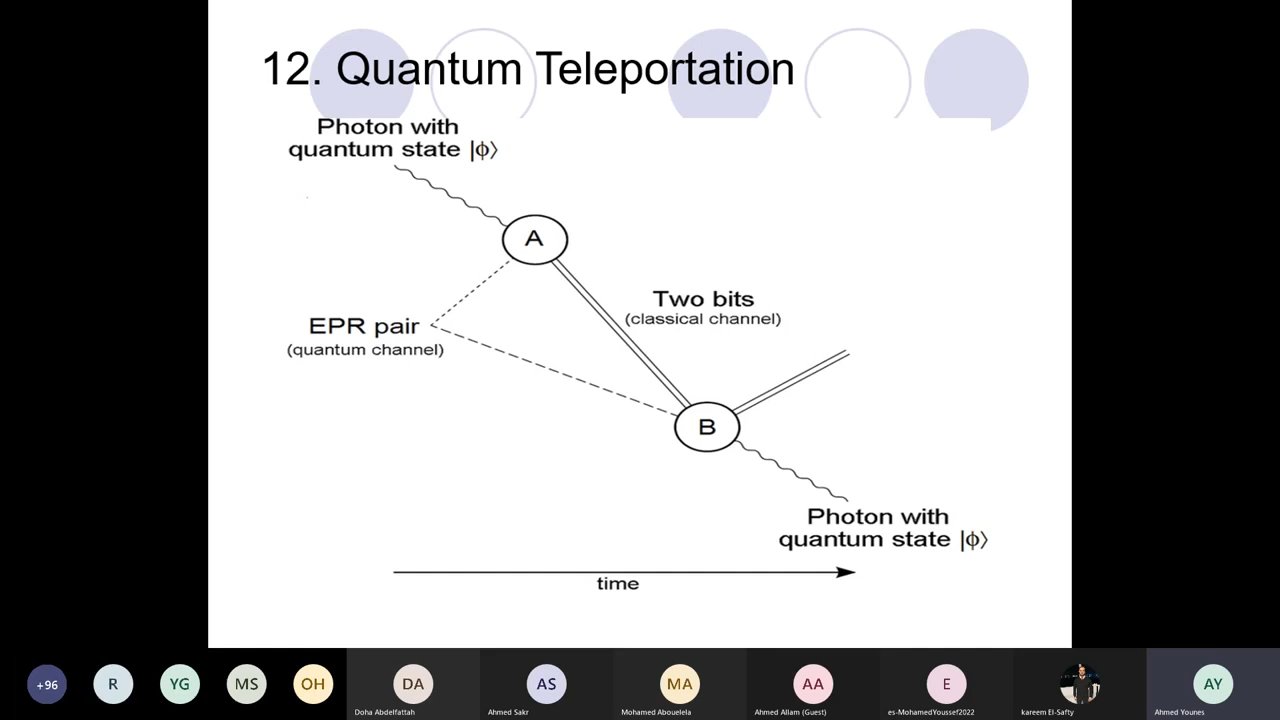 12. Quantum Teleportation
Photon with
quantum state |ϕ⟩
A
Two bits
(classical channel)
EPR pair
(quantum channel)
B
Photon with
quantum state |ϕ⟩
time
+96
R
YG
MS
OH
DA
Doha Abdelfattah
AS
Ahmed Sakr
MA
Mohamed Abouelela
AA
Ahmed Allam (Guest)
E
es-MohamedYoussef2022
kareem El-Safty
AY
Ahmed Younes